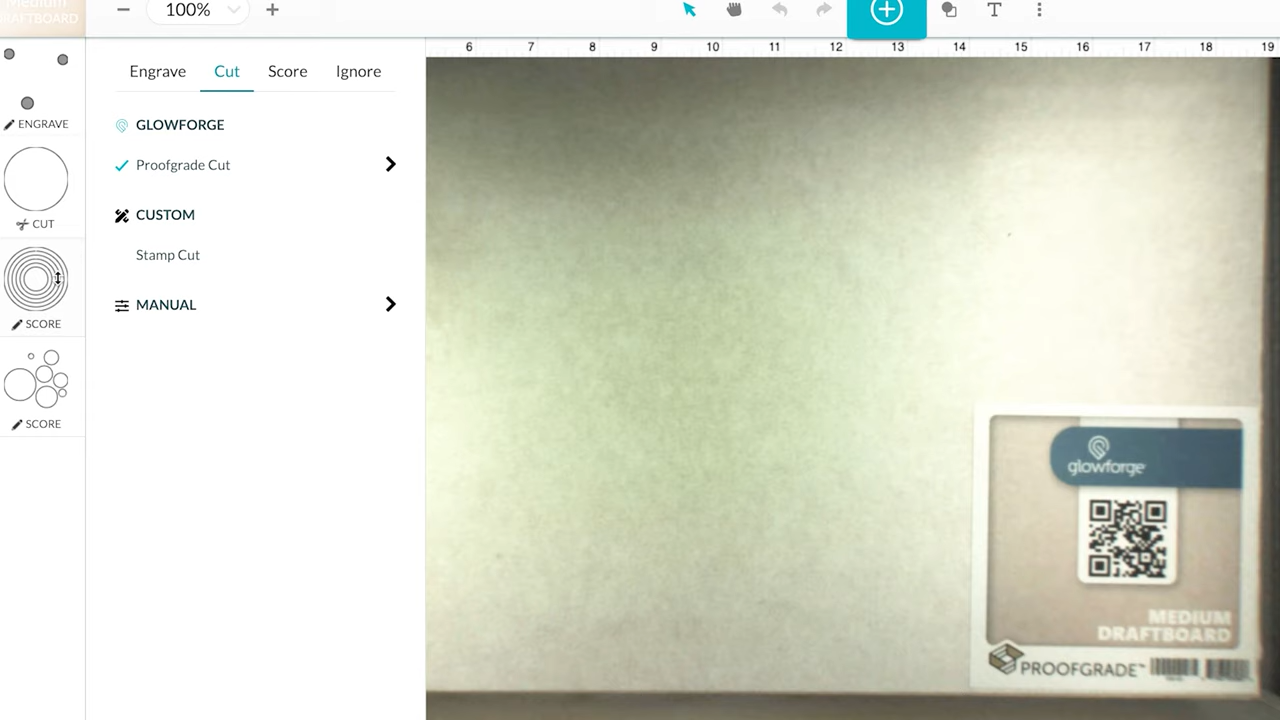 Medium
DRAFTBOARD
100%
T
6 7 8 9 10 11 12 13 14 15 16 17 18 19
Engrave Cut Score Ignore
GLOWFORGE
Proofgrade Cut
CUSTOM
Stamp Cut
MANUAL
ENGRAVE
CUT
SCORE
SCORE
glowforge
MEDIUM
DRAFTBOARD
PROOFGRADE™